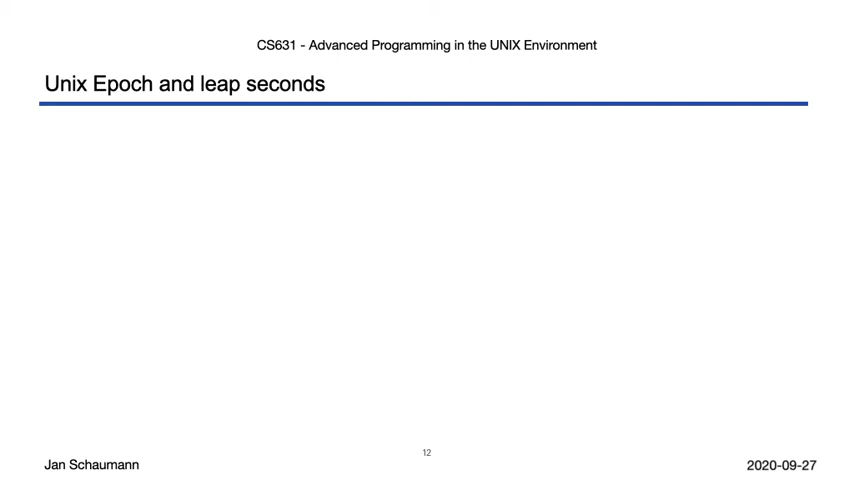 CS631 - Advanced Programming in the UNIX Environment
Unix Epoch and leap seconds
12
Jan Schaumann
2020-09-27